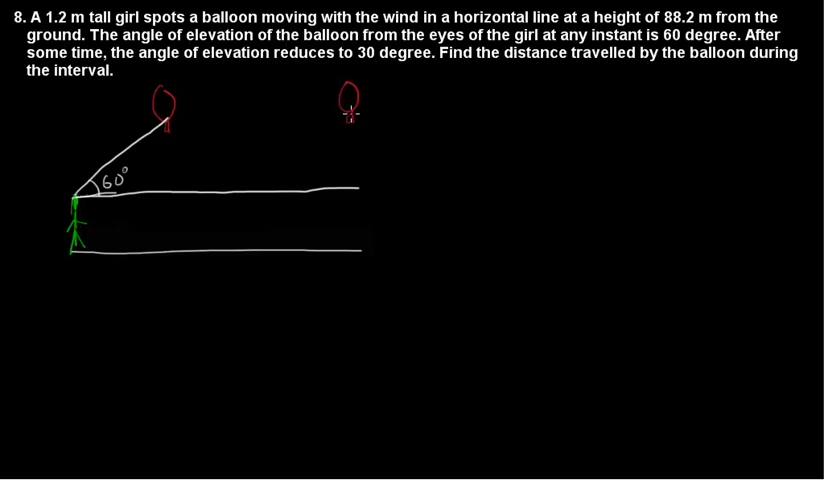 8. A 1.2 m tall girl spots a balloon moving with the wind in a horizontal line at a height of 88.2 m from the
ground. The angle of elevation of the balloon from the eyes of the girl at any instant is 60 degree. After
some time, the angle of elevation reduces to 30 degree. Find the distance travelled by the balloon during
the interval.
60°